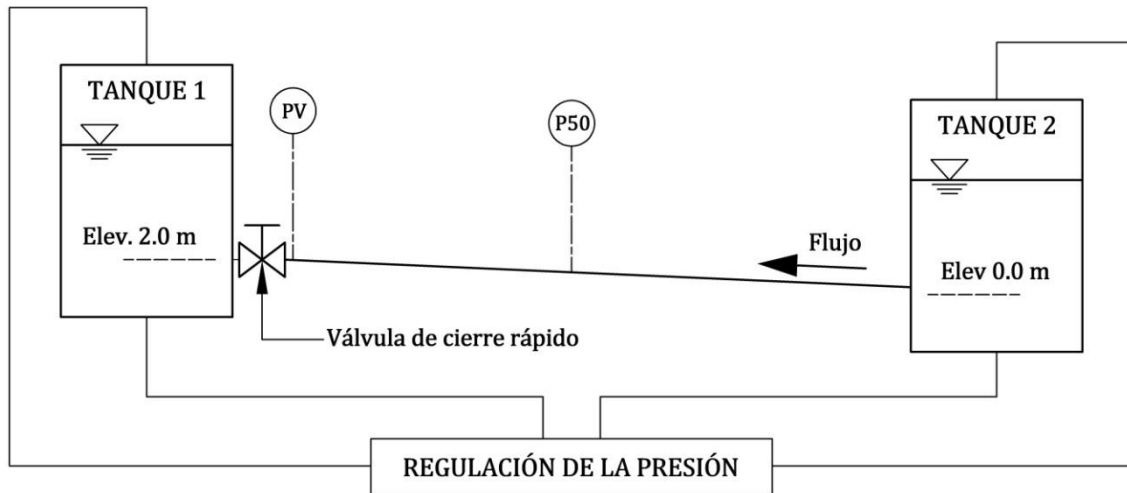 TANQUE 1
PV
P50
TANQUE 2
Elev. 2.0 m
Flujo
Elev 0.0 m
Válvula de cierre rápido
REGULACIÓN DE LA PRESIÓN